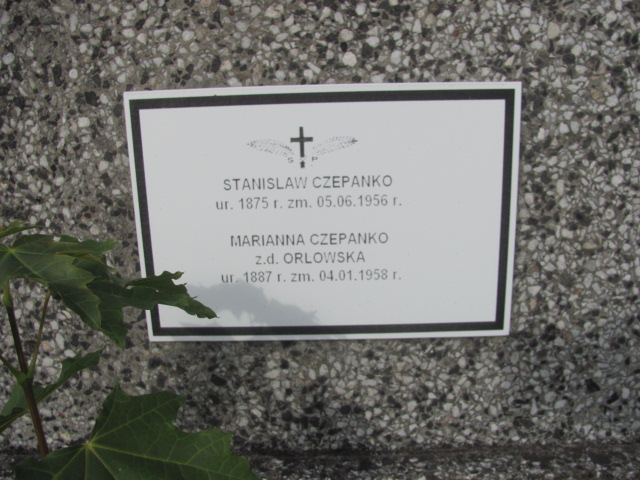 Ś P
STANISLAW CZEPANKO
ur. 1875 r. zm. 05.06.1956 r.
MARIANNA CZEPANKO
z.d. ORLOWSKA
ur. 1887 r. zm. 04.01.1958 r.